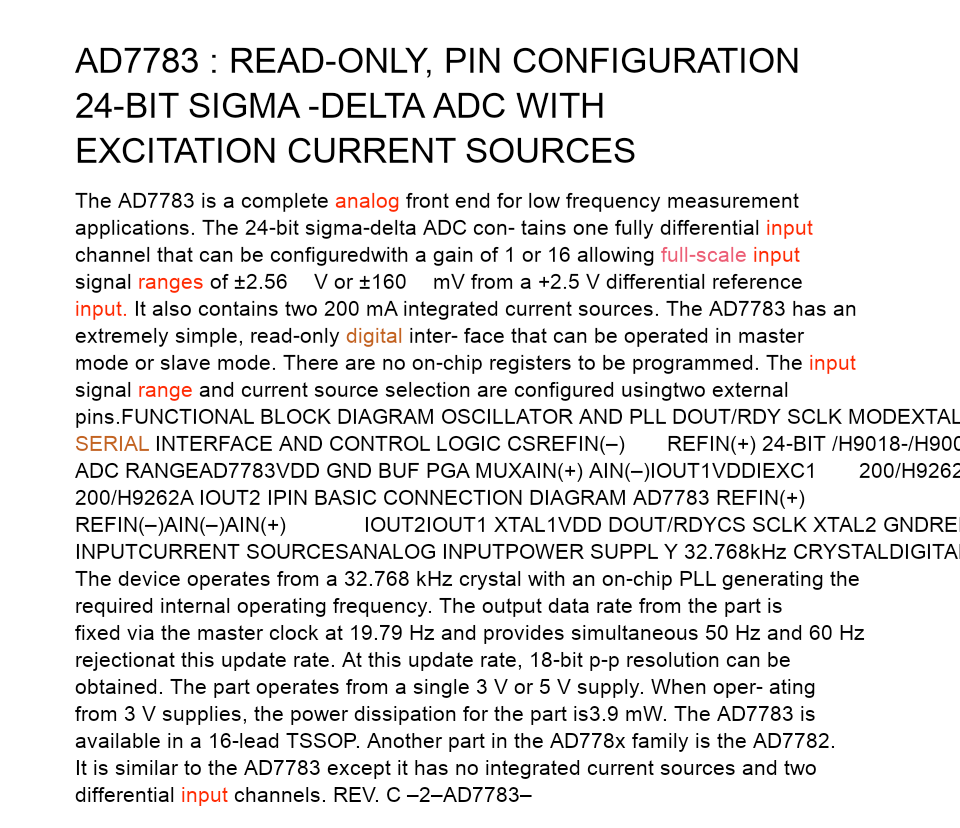 AD7783 : READ-ONLY, PIN CONFIGURATION
24-BIT SIGMA -DELTA ADC WITH
EXCITATION CURRENT SOURCES
The AD7783 is a complete analog front end for low frequency measurement
applications. The 24-bit sigma-delta ADC con- tains one fully differential input
channel that can be configuredwith a gain of 1 or 16 allowing full-scale input
signal ranges of ±2.56 V or ±160 mV from a +2.5 V differential reference
input. It also contains two 200 mA integrated current sources. The AD7783 has an
extremely simple, read-only digital inter- face that can be operated in master
mode or slave mode. There are no on-chip registers to be programmed. The input
signal range and current source selection are configured usingtwo external
pins.FUNCTIONAL BLOCK DIAGRAM OSCILLATOR AND PLL DOUT/RDY SCLK MODEXTAL
SERIAL INTERFACE AND CONTROL LOGIC CSREFIN(–) REFIN(+) 24-BIT /H9018-/H900
ADC RANGEAD7783VDD GND BUF PGA MUXAIN(+) AIN(–)IOUT1VDDIEXC1 200/H9262
200/H9262A IOUT2 IPIN BASIC CONNECTION DIAGRAM AD7783 REFIN(+)
REFIN(–)AIN(–)AIN(+) IOUT2IOUT1 XTAL1VDD DOUT/RDYCS SCLK XTAL2 GNDREF
INPUTCURRENT SOURCESANALOG INPUTPOWER SUPPL Y 32.768kHz CRYSTALDIGITAL
The device operates from a 32.768 kHz crystal with an on-chip PLL generating the
required internal operating frequency. The output data rate from the part is
fixed via the master clock at 19.79 Hz and provides simultaneous 50 Hz and 60 Hz
rejectionat this update rate. At this update rate, 18-bit p-p resolution can be
obtained. The part operates from a single 3 V or 5 V supply. When oper- ating
from 3 V supplies, the power dissipation for the part is3.9 mW. The AD7783 is
available in a 16-lead TSSOP. Another part in the AD778x family is the AD7782.
It is similar to the AD7783 except it has no integrated current sources and two
differential input channels. REV. C –2–AD7783–